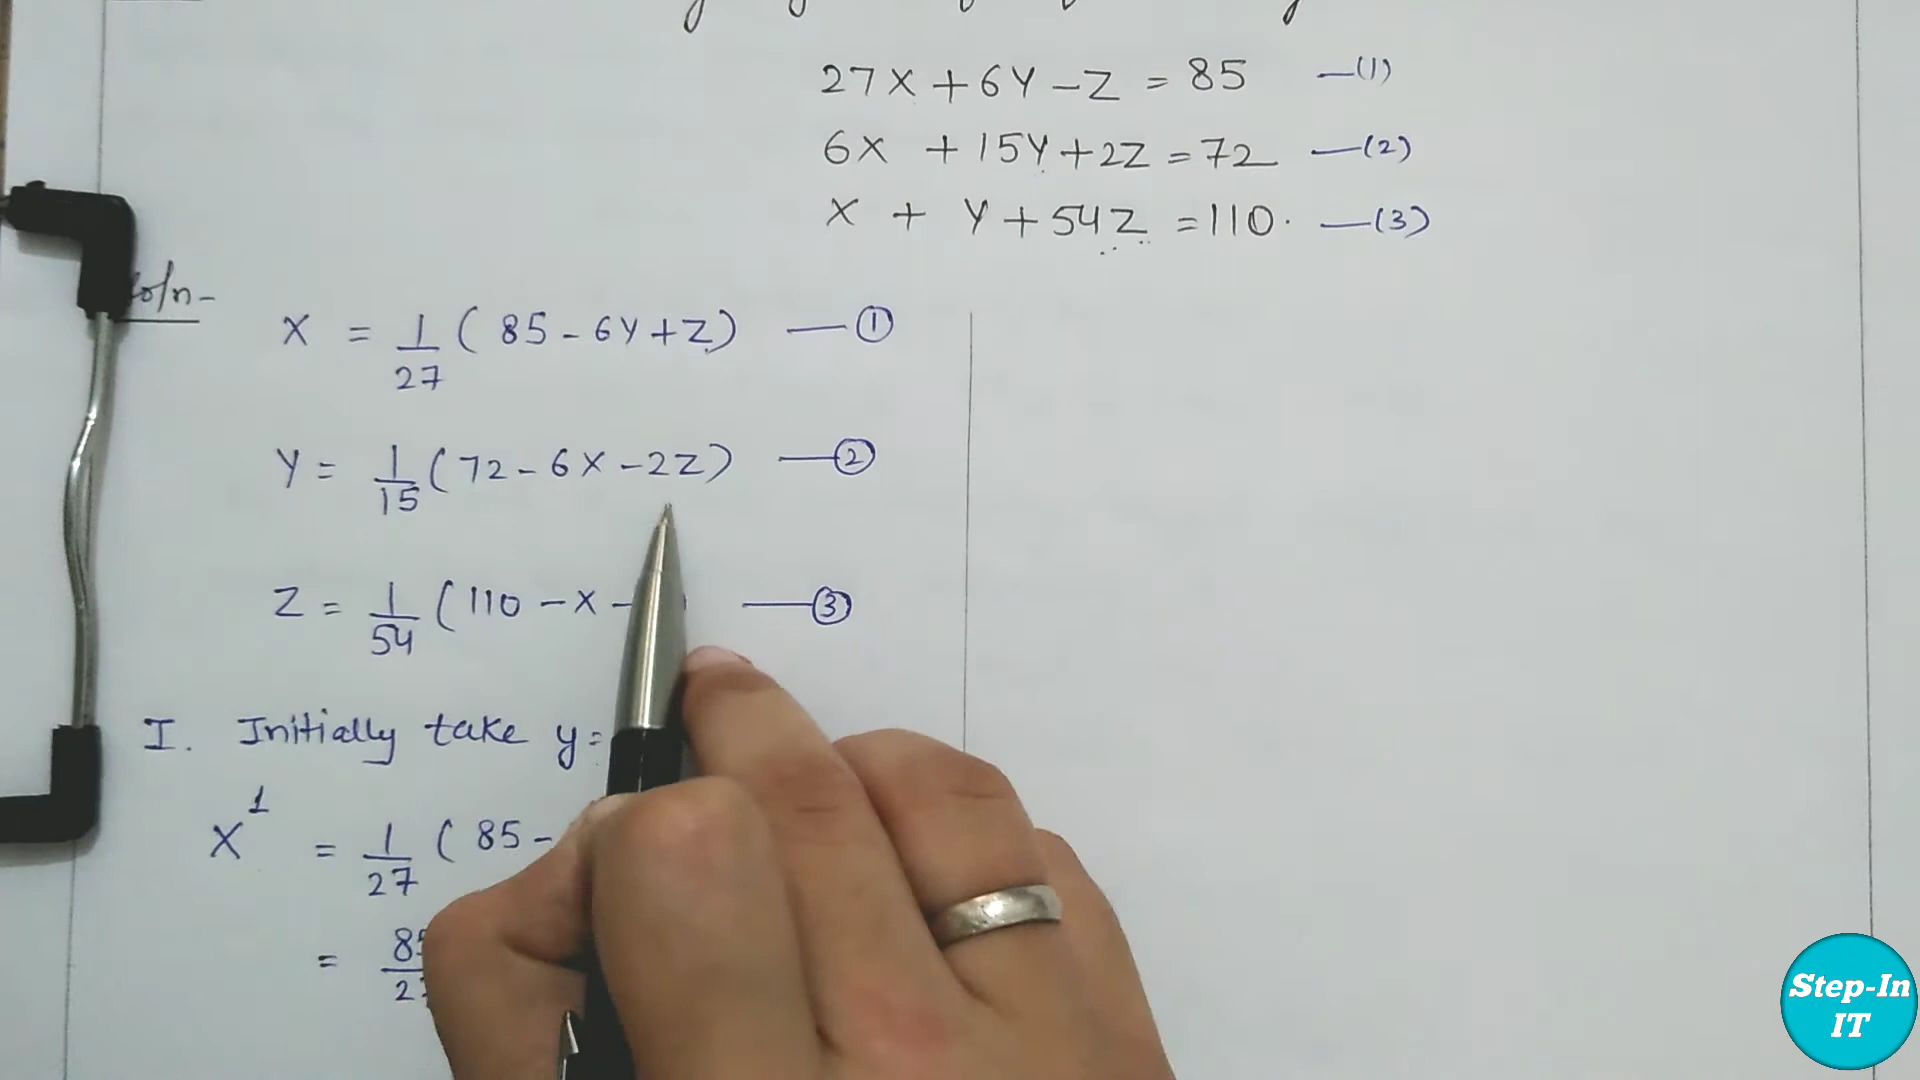 27X + 6Y - Z = 85 —(1)
6X + 15Y + 2Z = 72 —(2)
X + Y + 54Z = 110. —(3)
X = 1/27 ( 85 - 6Y + Z) — ①
Y = 1/15 (72 - 6X - 2Z) — ②
Z = 1/54 (110 - X - — ③
I. Initially take y =
X^1 = 1/27 ( 85 -
=
Step-In
IT